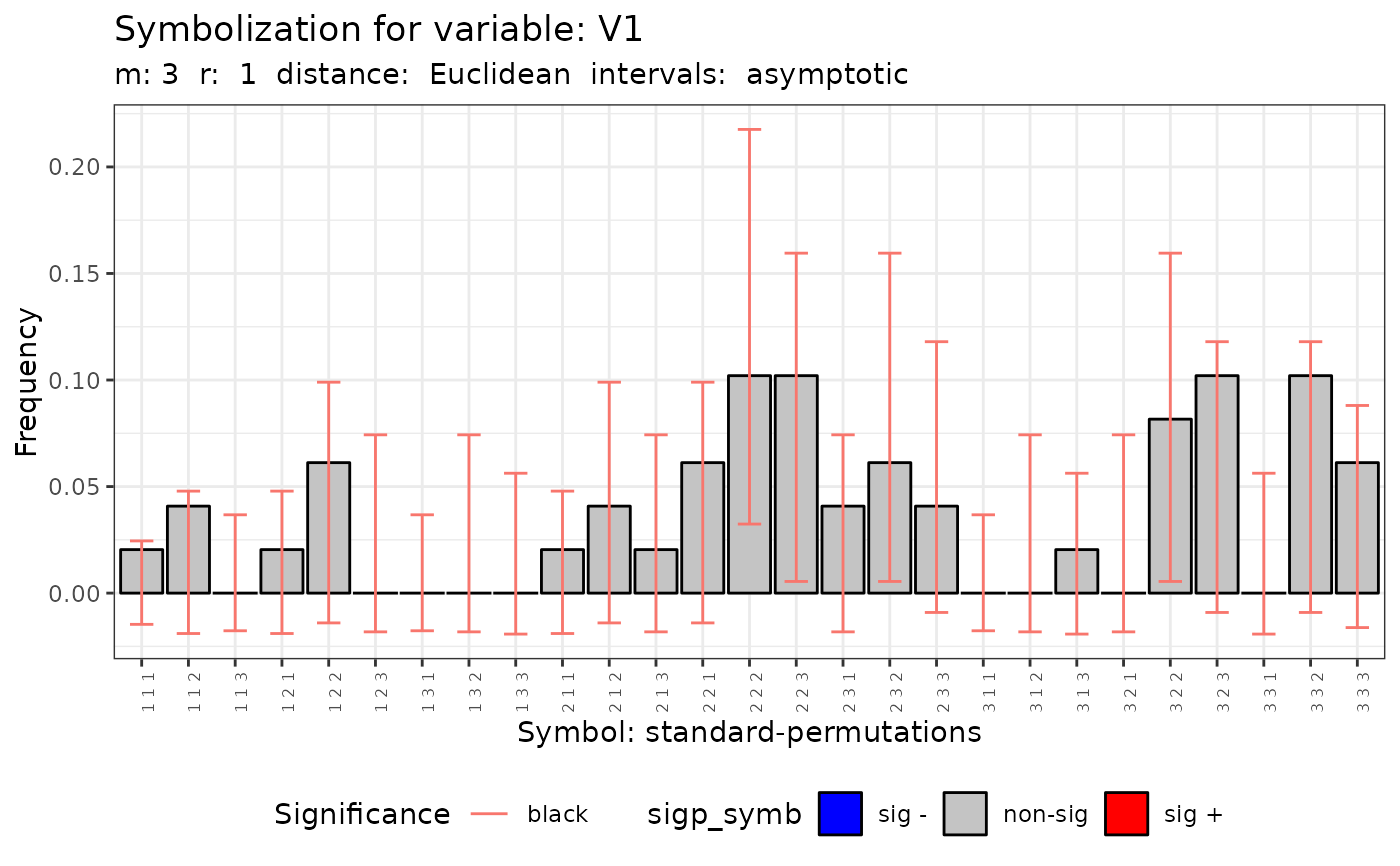 Symbolization for variable: V1
m: 3 r: 1 distance: Euclidean intervals: asymptotic
Frequency
0.20
0.15
0.10
0.05
0.00
1 1 1
1 1 2
1 1 3
1 2 1
1 2 2
1 2 3
1 3 1
1 3 2
1 3 3
2 1 1
2 1 2
2 1 3
2 2 1
2 2 2
2 2 3
2 3 1
2 3 2
2 3 3
3 1 1
3 1 2
3 1 3
3 2 1
3 2 2
3 2 3
3 3 1
3 3 2
3 3 3
Symbol: standard-permutations
Significance black sigp_symb sig - non-sig sig +